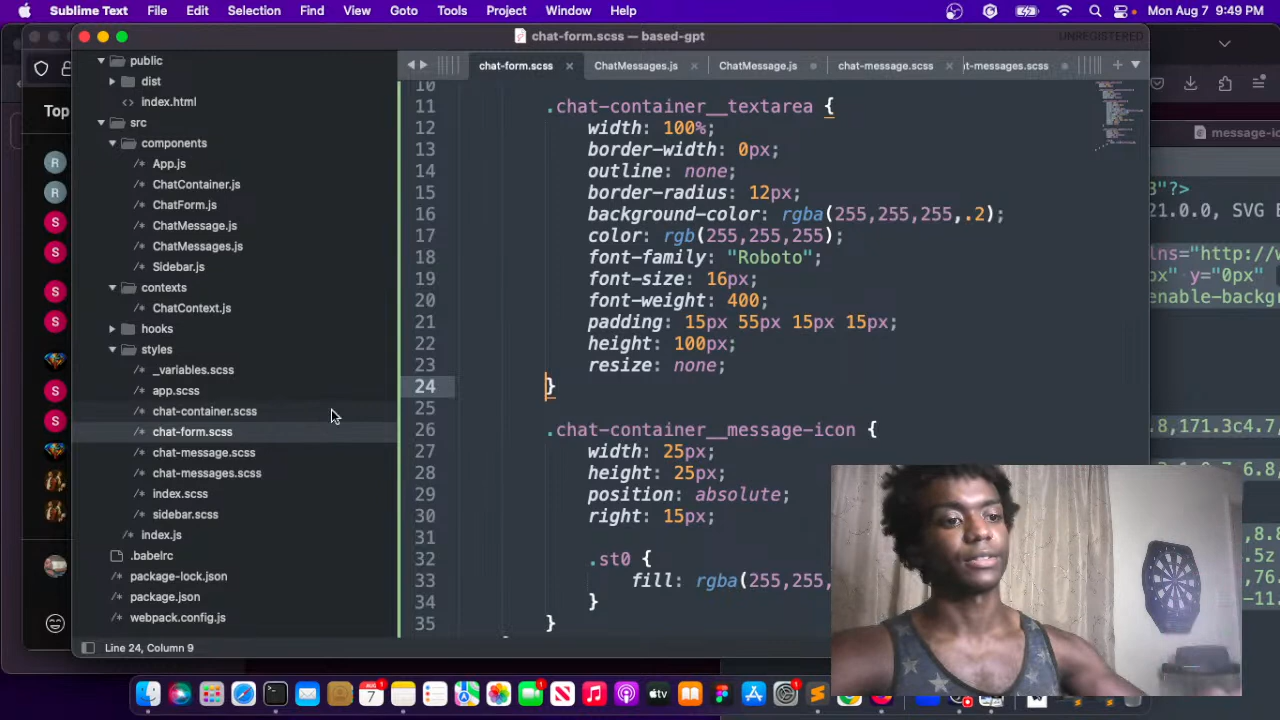 Sublime Text File Edit Selection Find View Goto Tools Project Window Help Mon Aug 7 9:49 PM
chat-form.scss — based-gpt
UNREGISTERED
public
dist
index.html
src
components
App.js
ChatContainer.js
ChatForm.js
ChatMessage.js
ChatMessages.js
Sidebar.js
contexts
ChatContext.js
hooks
styles
_variables.scss
app.scss
chat-container.scss
chat-form.scss
chat-message.scss
chat-messages.scss
index.scss
sidebar.scss
index.js
.babelrc
package-lock.json
package.json
webpack.config.js
chat-form.scss ChatMessages.js ChatMessage.js chat-message.scss at-messages.scss
10
11 .chat-container__textarea {
12 width: 100%;
13 border-width: 0px;
14 outline: none;
15 border-radius: 12px;
16 background-color: rgba(255,255,255,.2);
17 color: rgb(255,255,255);
18 font-family: "Roboto";
19 font-size: 16px;
20 font-weight: 400;
21 padding: 15px 55px 15px 15px;
22 height: 100px;
23 resize: none;
24 }
25
26 .chat-container__message-icon {
27 width: 25px;
28 height: 25px;
29 position: absolute;
30 right: 15px;
31
32 .st0 {
33 fill: rgba(255,255,
34 }
35 }
Line 24, Column 9
Top
R
R
S
S
S
S
S
S
message-ic
8"?>
21.0.0, SVG E
lns="http://w
px" y="0px"
enable-backgr
.8,171.3c4.7,